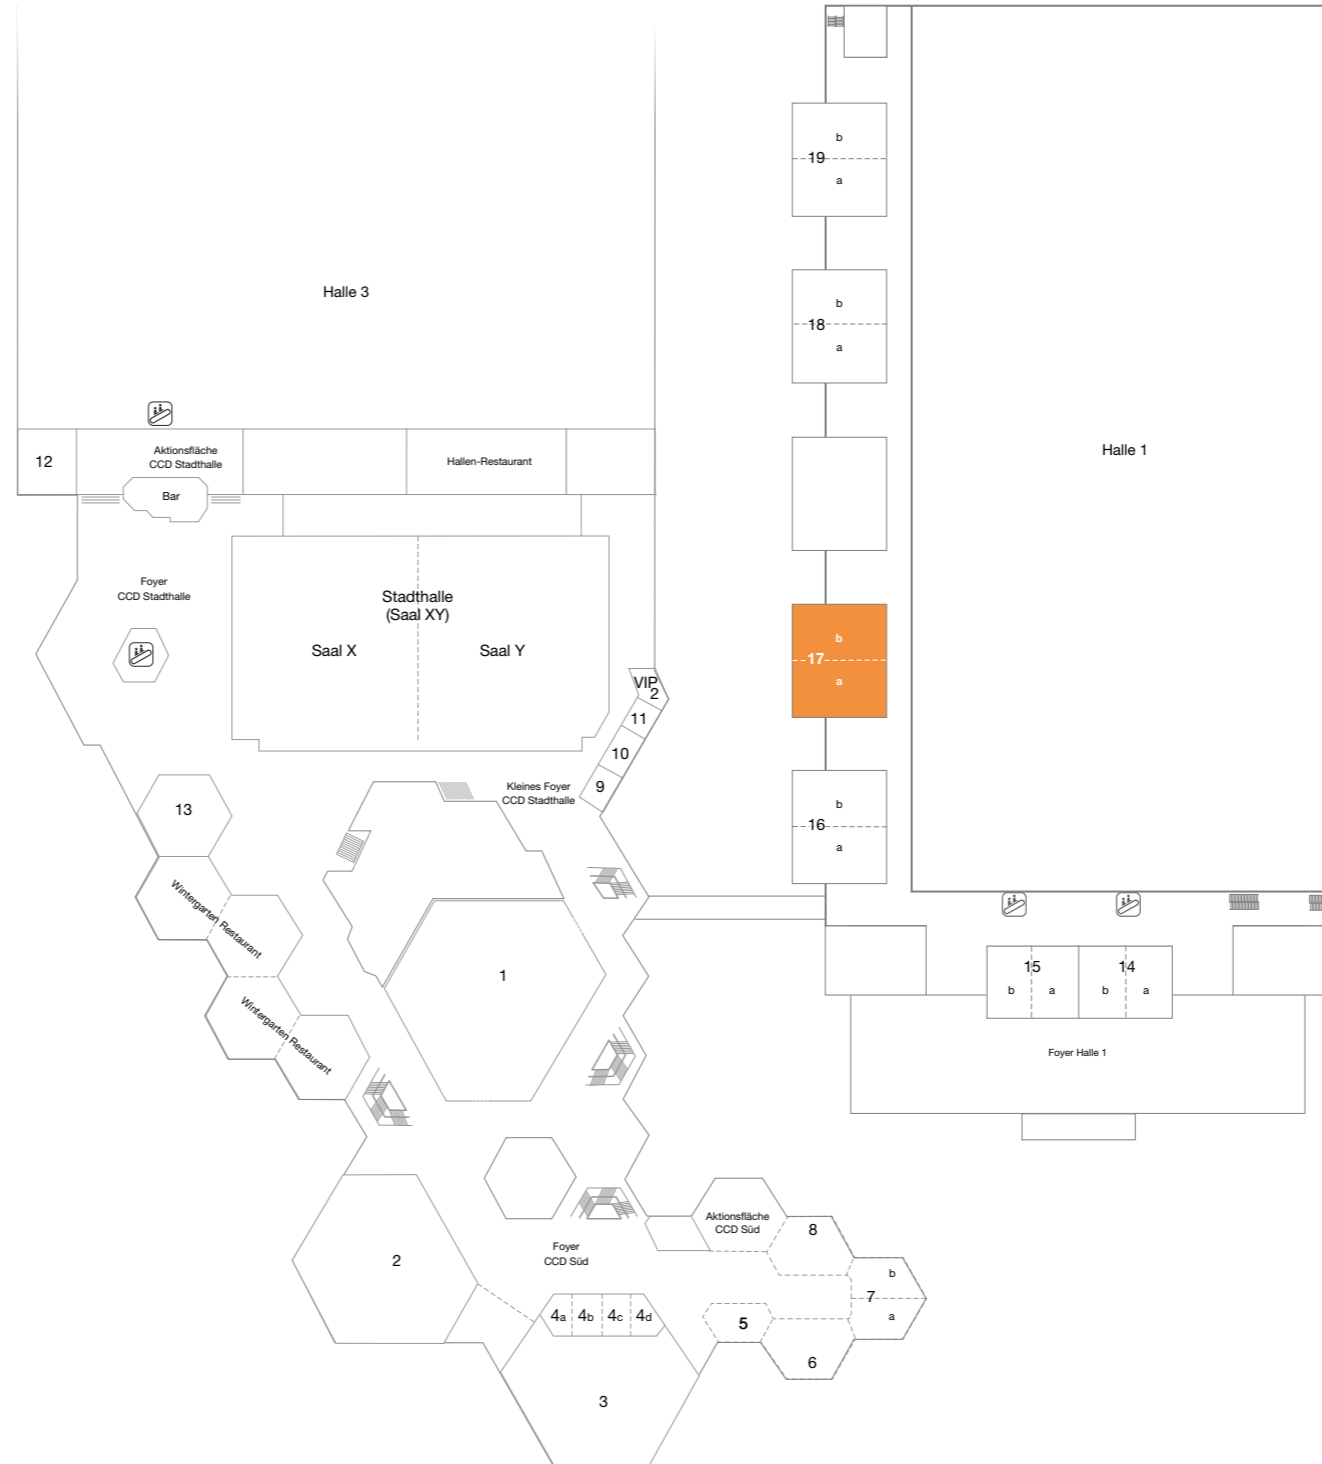 b
19
a
Halle 3
b
18
a
Halle 1
12
Aktionsfläche
CCD Stadthalle
Hallen-Restaurant
Bar
Foyer
CCD Stadthalle
Stadthalle
(Saal XY)
Saal X
Saal Y
b
17
a
VIP
2
11
10
9
Kleines Foyer
CCD Stadthalle
13
b
16
a
Wintergarten Restaurant
Wintergarten Restaurant
1
15
b
a
14
b
a
Foyer Halle 1
Aktionsfläche
CCD Süd
8
Foyer
CCD Süd
2
b
7
a
4a
4b
4c
4d
5
6
3